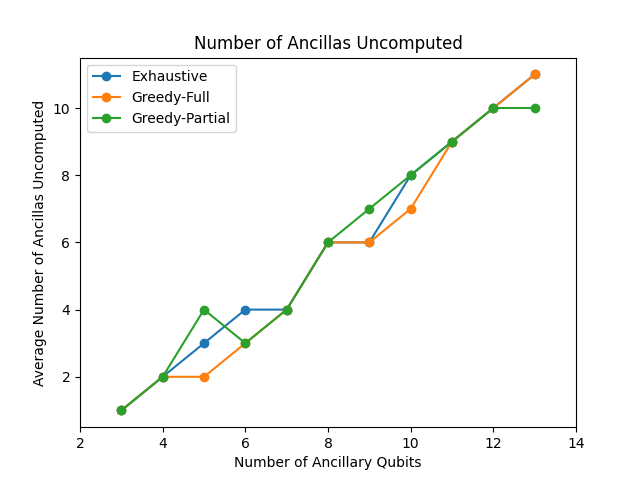 Number of Ancillas Uncomputed
Exhaustive
Greedy-Full
Greedy-Partial
Average Number of Ancillas Uncomputed
10
8
6
4
2
2 4 6 8 10 12 14
Number of Ancillary Qubits